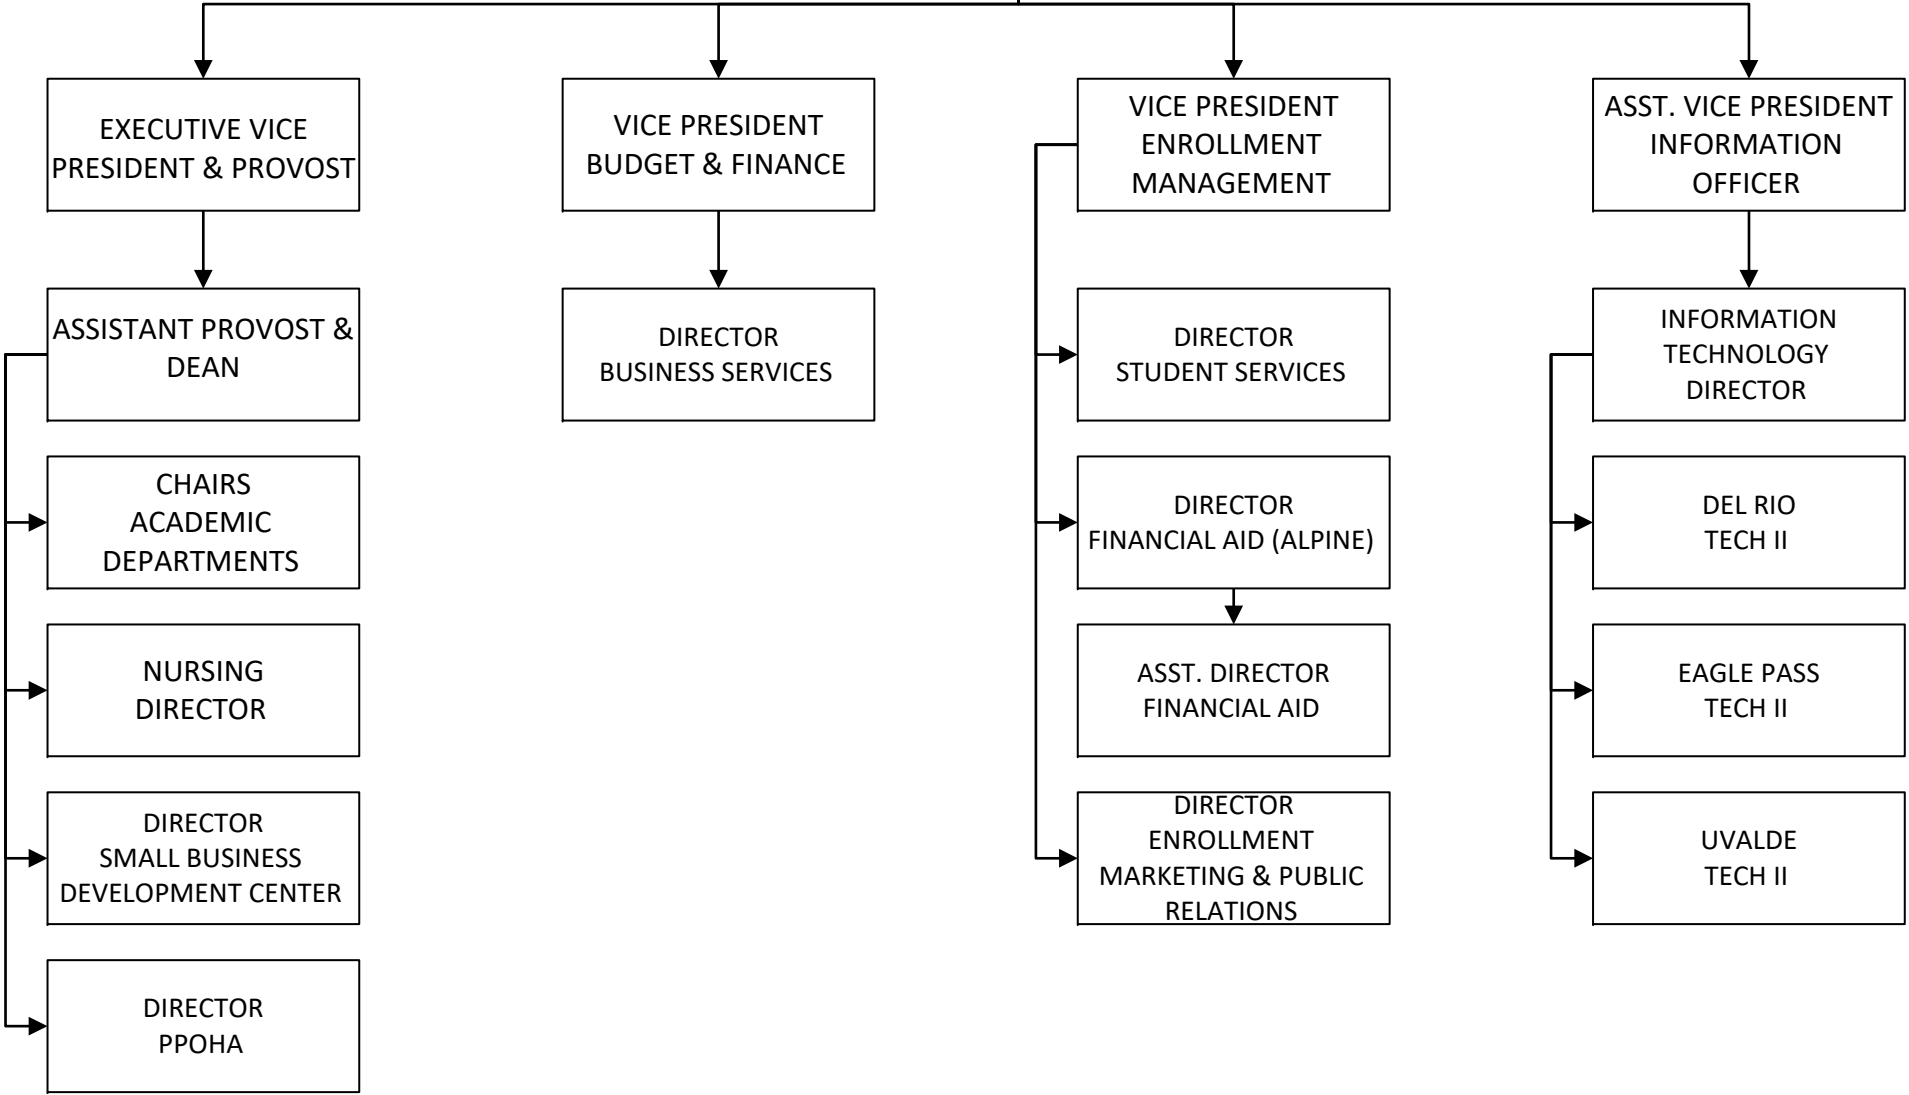 EXECUTIVE VICE
PRESIDENT & PROVOST
VICE PRESIDENT
BUDGET & FINANCE
VICE PRESIDENT
ENROLLMENT
MANAGEMENT
ASST. VICE PRESIDENT
INFORMATION
OFFICER
ASSISTANT PROVOST &
DEAN
DIRECTOR
BUSINESS SERVICES
DIRECTOR
STUDENT SERVICES
INFORMATION
TECHNOLOGY
DIRECTOR
CHAIRS
ACADEMIC
DEPARTMENTS
DIRECTOR
FINANCIAL AID (ALPINE)
DEL RIO
TECH II
NURSING
DIRECTOR
ASST. DIRECTOR
FINANCIAL AID
EAGLE PASS
TECH II
DIRECTOR
SMALL BUSINESS
DEVELOPMENT CENTER
DIRECTOR
ENROLLMENT
MARKETING & PUBLIC
RELATIONS
UVALDE
TECH II
DIRECTOR
PPOHA